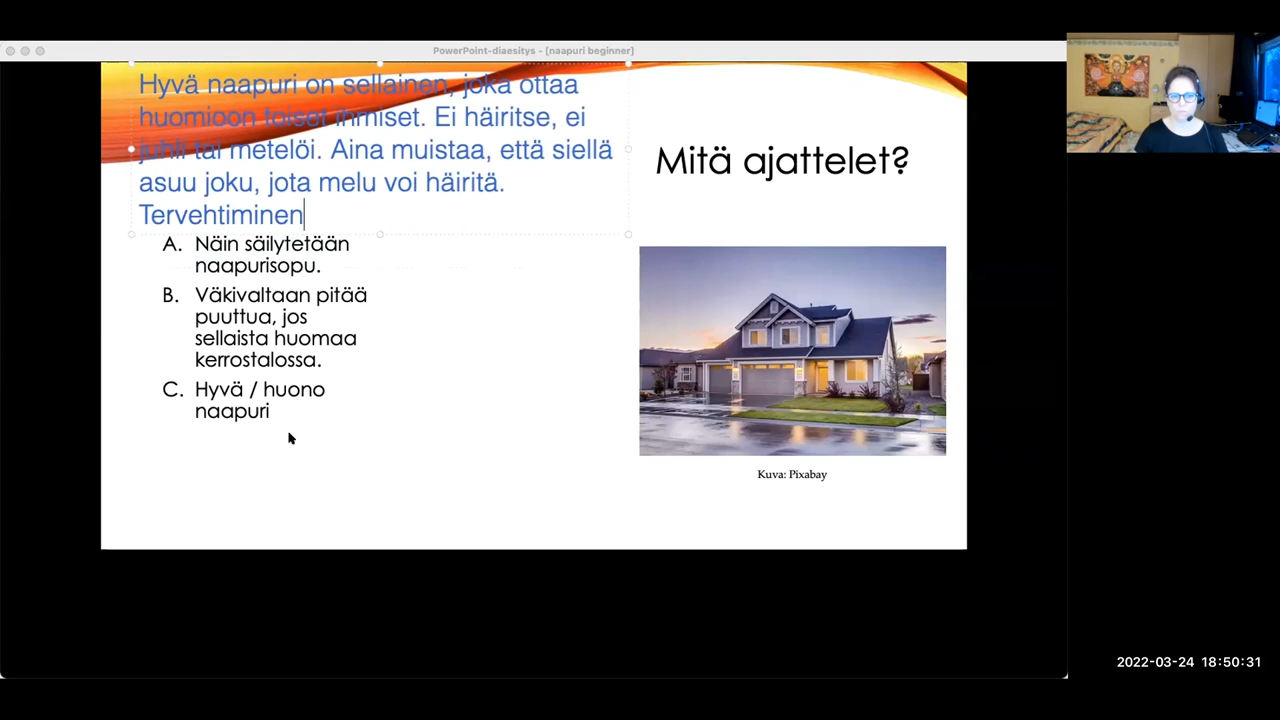 PowerPoint-diaesitys - [naapuri beginner]
Hyvä naapuri on sellainen, joka ottaa
huomioon toiset ihmiset. Ei häiritse, ei
juhli tai metelöi. Aina muistaa, että siellä
asuu joku, jota melu voi häiritä.
Tervehtiminen
Mitä ajattelet?
A. Näin säilytetään
naapurisopu.
B. Väkivaltaan pitää
puuttua, jos
sellaista huomaa
kerrostalossa.
C. Hyvä / huono
naapuri
Kuva: Pixabay
2022-03-24 18:50:31